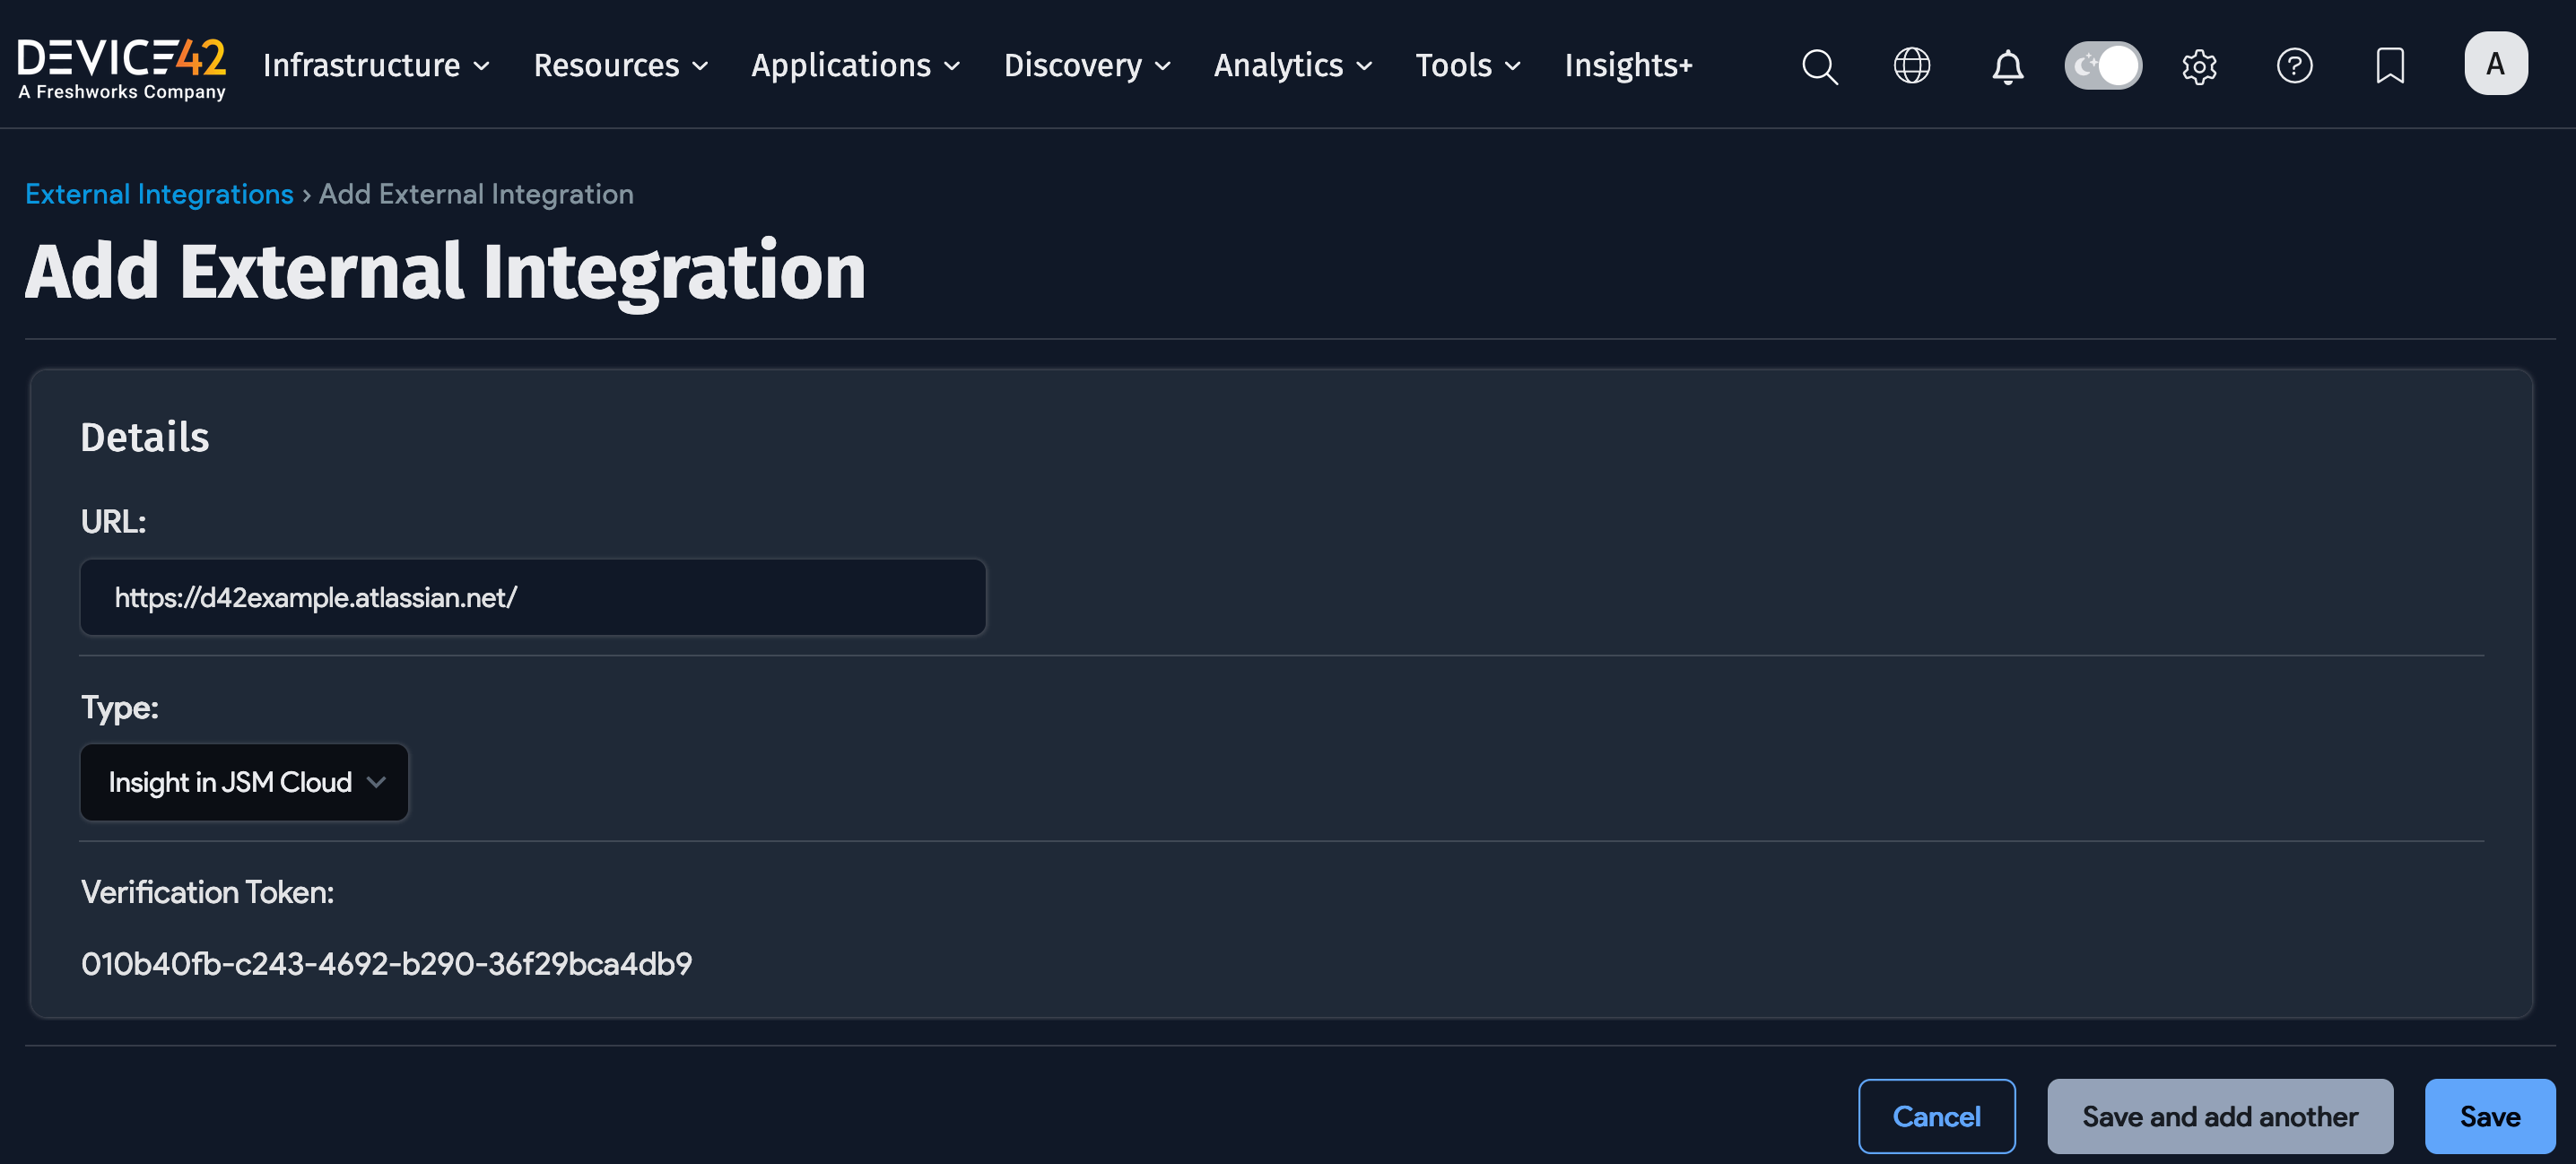 DEVICE42
A Freshworks Company
Infrastructure Resources Applications Discovery Analytics Tools Insights+ A
External Integrations › Add External Integration
Add External Integration
Details
URL:
https://d42example.atlassian.net/
Type:
Insight in JSM Cloud
Verification Token:
010b40fb-c243-4692-b290-36f29bca4db9
Cancel Save and add another Save